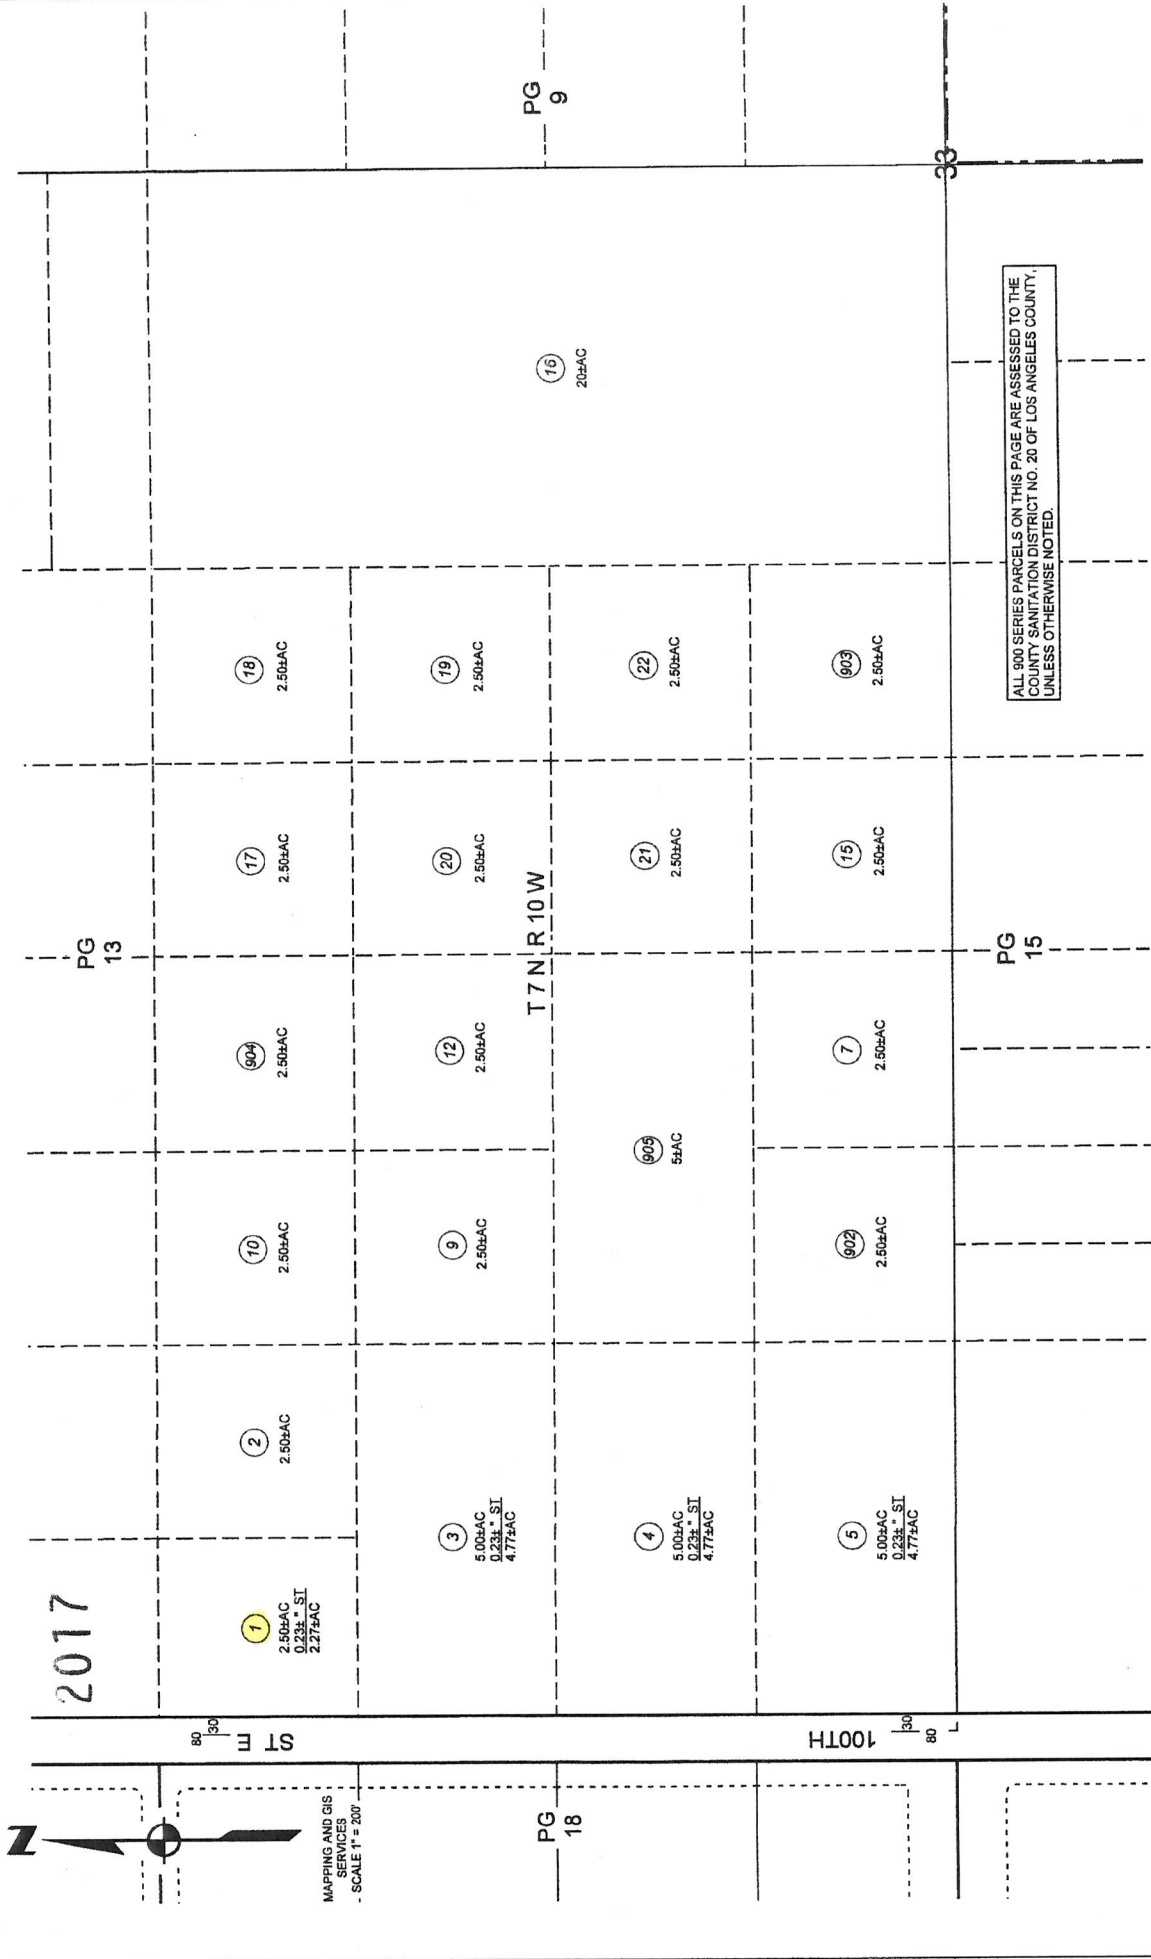 2017
PG
13
PG
9
1
2.50±AC
0.23± " ST
2.27±AC
2
2.50±AC
10
2.50±AC
904
2.50±AC
17
2.50±AC
18
2.50±AC
3
5.00±AC
0.23± " ST
4.77±AC
9
2.50±AC
12
2.50±AC
20
2.50±AC
19
2.50±AC
16
20±AC
T 7 N R 10 W
4
5.00±AC
0.23± " ST
4.77±AC
905
5±AC
21
2.50±AC
22
2.50±AC
5
5.00±AC
0.23± " ST
4.77±AC
902
2.50±AC
7
2.50±AC
15
2.50±AC
903
2.50±AC
33
PG
15
ALL 900 SERIES PARCELS ON THIS PAGE ARE ASSESSED TO THE
COUNTY SANITATION DISTRICT NO. 20 OF LOS ANGELES COUNTY,
UNLESS OTHERWISE NOTED.
80
30
ST E
100TH
30
80
N
MAPPING AND GIS
SERVICES
SCALE 1" = 200'
PG
18